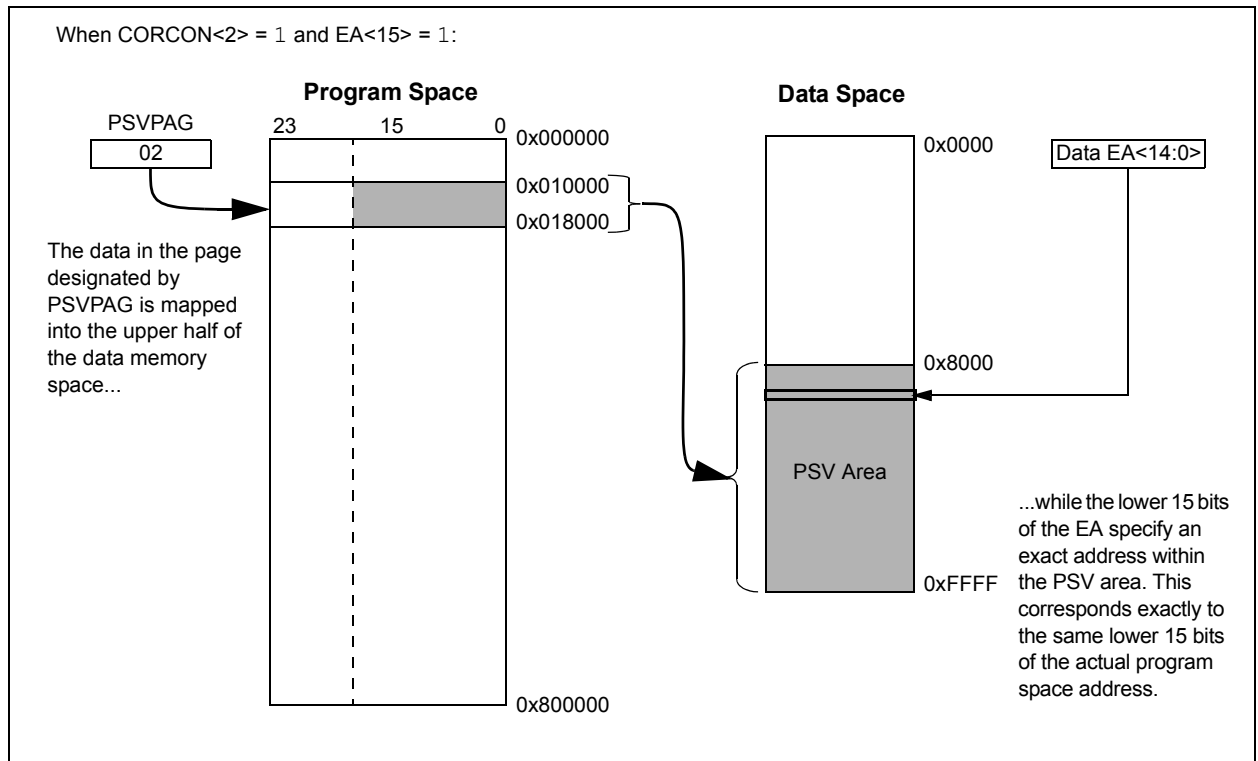 When CORCON<2> = 1 and EA<15> = 1:
Program Space
Data Space
PSVPAG
02
23 15 0
0x000000
0x010000
0x018000
0x800000
The data in the page
designated by
PSVPAG is mapped
into the upper half of
the data memory
space...
0x0000
0x8000
0xFFFF
PSV Area
Data EA<14:0>
...while the lower 15 bits
of the EA specify an
exact address within
the PSV area. This
corresponds exactly to
the same lower 15 bits
of the actual program
space address.